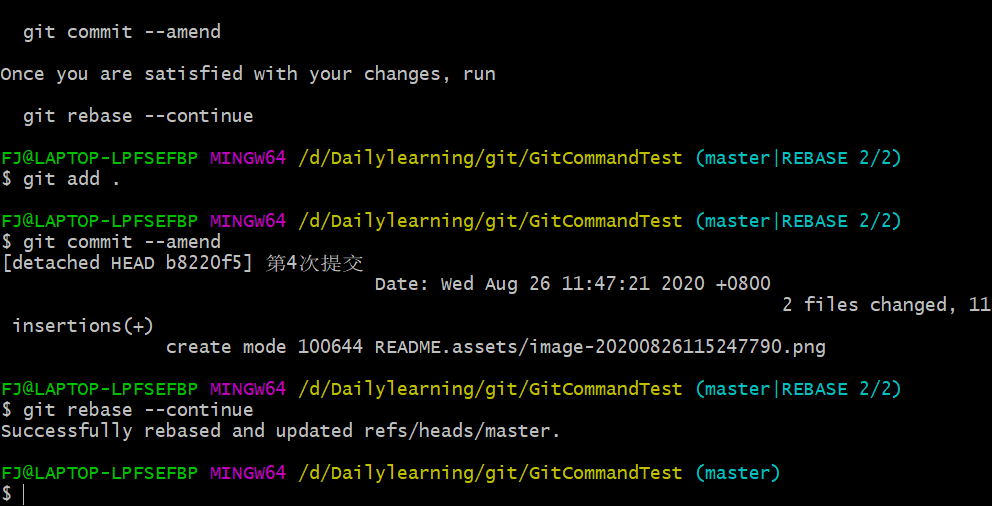 git commit --amend
Once you are satisfied with your changes, run
git rebase --continue
FJ@LAPTOP-LPFSEFBP MINGW64 /d/Dailylearning/git/GitCommandTest (master|REBASE 2/2)
$ git add .
FJ@LAPTOP-LPFSEFBP MINGW64 /d/Dailylearning/git/GitCommandTest (master|REBASE 2/2)
$ git commit --amend
[detached HEAD b8220f5] 第4次提交
Date: Wed Aug 26 11:47:21 2020 +0800
2 files changed, 11
insertions(+)
create mode 100644 README.assets/image-20200826115247790.png
FJ@LAPTOP-LPFSEFBP MINGW64 /d/Dailylearning/git/GitCommandTest (master|REBASE 2/2)
$ git rebase --continue
Successfully rebased and updated refs/heads/master.
FJ@LAPTOP-LPFSEFBP MINGW64 /d/Dailylearning/git/GitCommandTest (master)
$